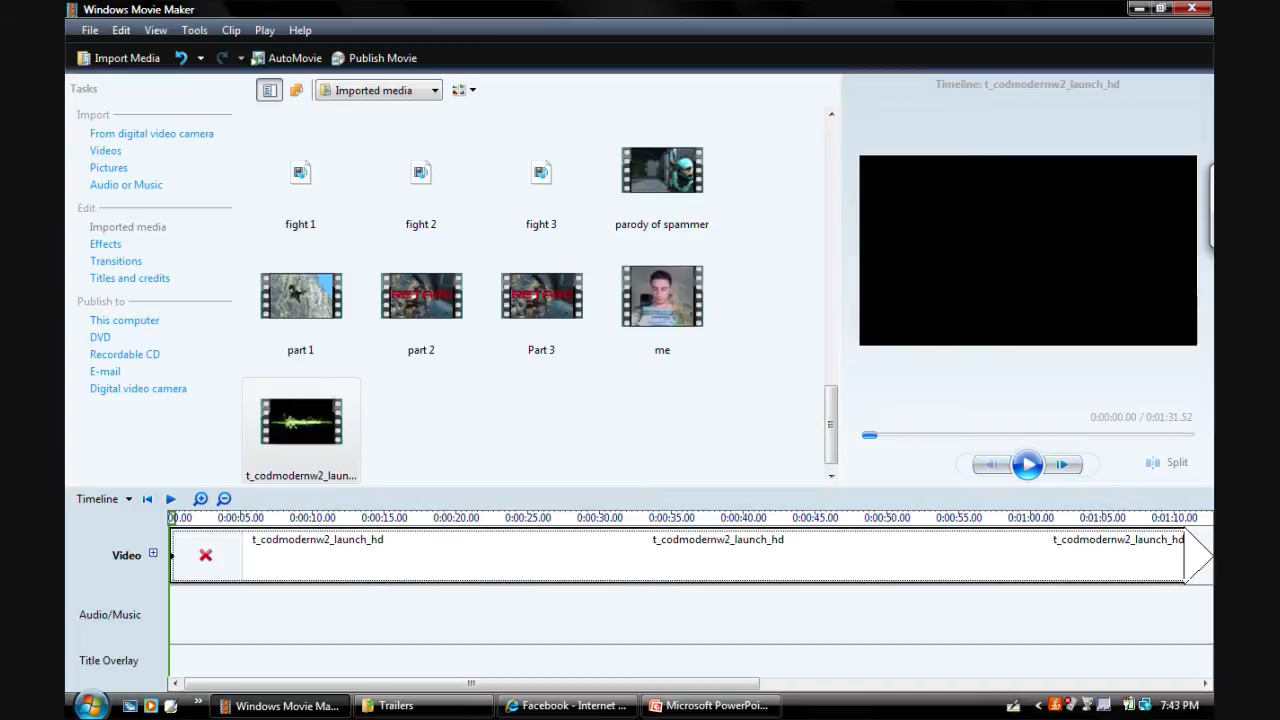 Windows Movie Maker
File Edit View Tools Clip Play Help
Import Media AutoMovie Publish Movie
Tasks
Import
From digital video camera
Videos
Pictures
Audio or Music
Edit
Imported media
Effects
Transitions
Titles and credits
Publish to
This computer
DVD
Recordable CD
E-mail
Digital video camera
Imported media
fight 1 fight 2 fight 3 parody of spammer
part 1 part 2 Part 3 me
t_codmodernw2_laun...
Timeline: t_codmodernw2_launch_hd
0:00:00.00 / 0:01:31.52
Split
Timeline
00.00 0:00:05.00 0:00:10.00 0:00:15.00 0:00:20.00 0:00:25.00 0:00:30.00 0:00:35.00 0:00:40.00 0:00:45.00 0:00:50.00 0:00:55.00 0:01:00.00 0:01:05.00 0:01:10.00
t_codmodernw2_launch_hd t_codmodernw2_launch_hd t_codmodernw2_launch_hd
Video
Audio/Music
Title Overlay
Windows Movie Ma... Trailers Facebook - Internet ... Microsoft PowerPoi... 7:43 PM